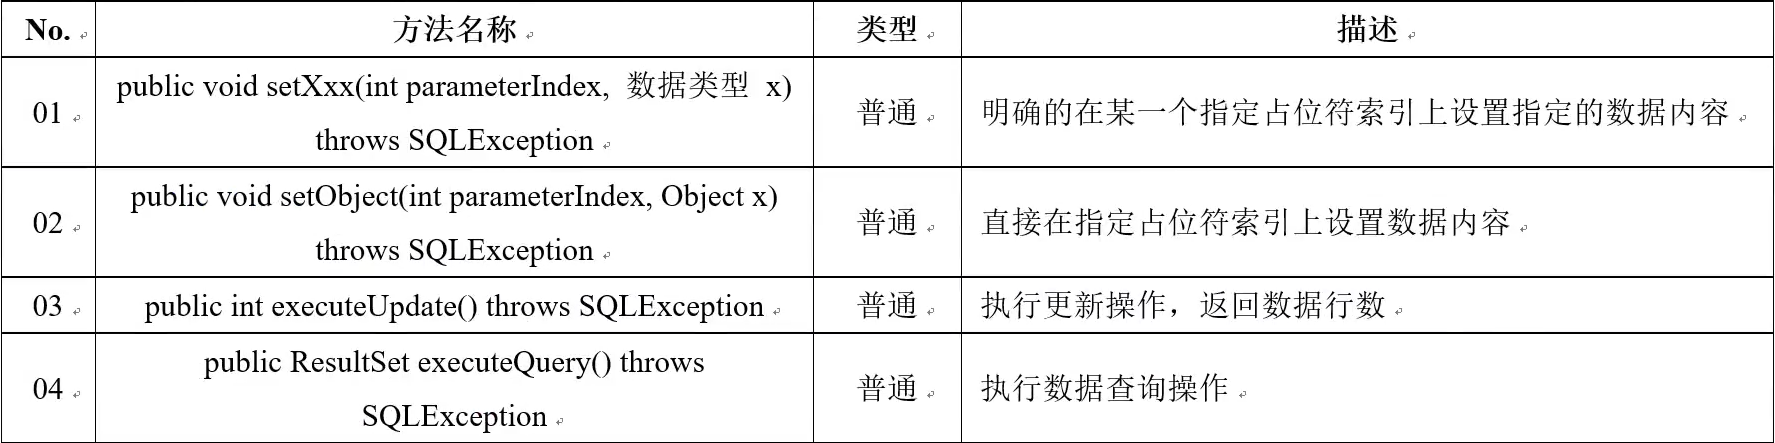 No. 方法名称 类型 描述
01 public void setXxx(int parameterIndex, 数据类型 x) throws SQLException 普通 明确的在某一个指定占位符索引上设置指定的数据内容
02 public void setObject(int parameterIndex, Object x) throws SQLException 普通 直接在指定占位符索引上设置数据内容
03 public int executeUpdate() throws SQLException 普通 执行更新操作，返回数据行数
04 public ResultSet executeQuery() throws SQLException 普通 执行数据查询操作